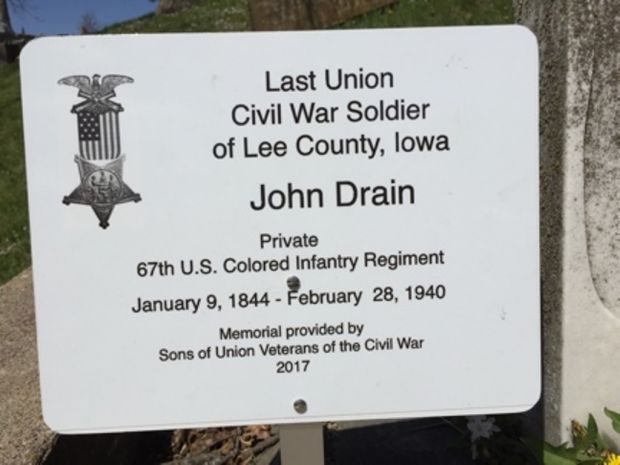 Last Union
Civil War Soldier
of Lee County, Iowa
John Drain
Private
67th U.S. Colored Infantry Regiment
January 9, 1844 - February 28, 1940
Memorial provided by
Sons of Union Veterans of the Civil War
2017